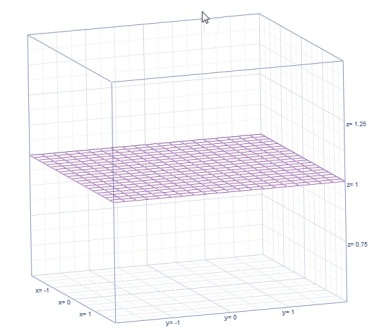 z= 1.25
z= 1
z= 0.75
x= -1
x= 0
x= 1
y= -1
y= 0
y= 1